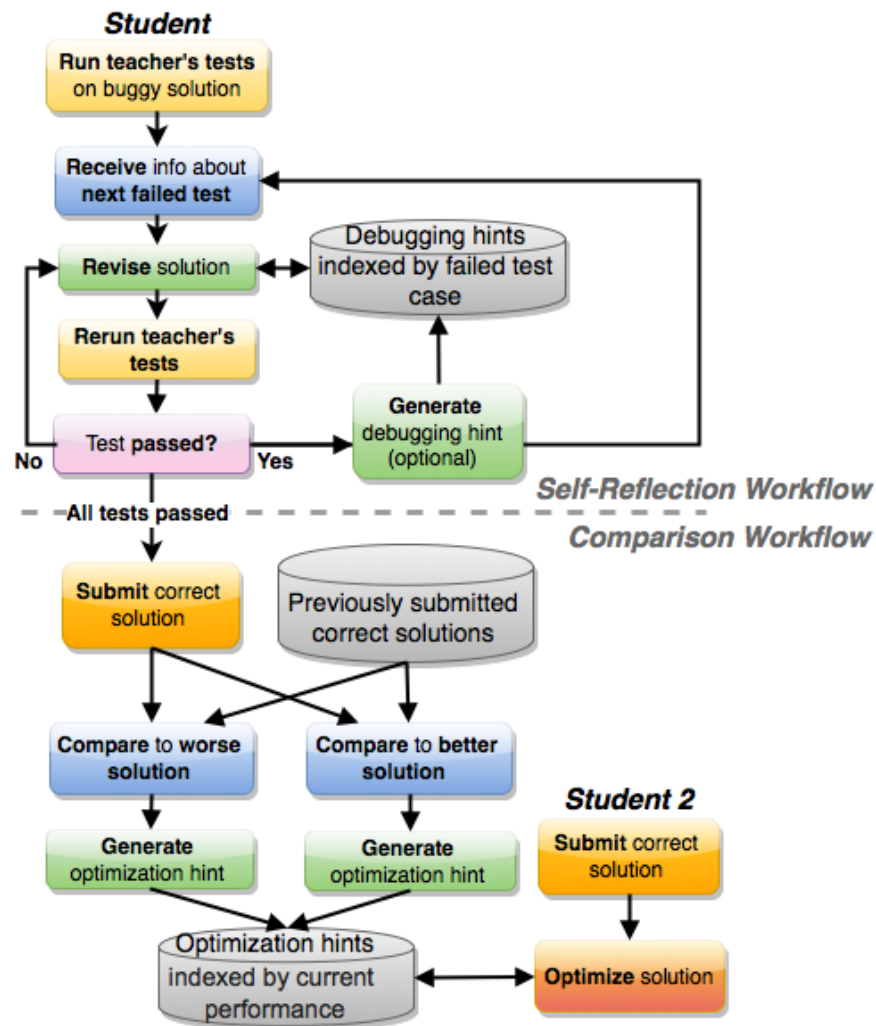 Student
Run teacher's tests
on buggy solution
Receive info about
next failed test
Debugging hints
indexed by failed test
case
Revise solution
Rerun teacher's
tests
Generate
debugging hint
(optional)
Test passed?
No
Yes
Self-Reflection Workflow
All tests passed
Comparison Workflow
Submit correct
solution
Previously submitted
correct solutions
Compare to worse
solution
Compare to better
solution
Student 2
Generate
optimization hint
Generate
optimization hint
Submit correct
solution
Optimization hints
indexed by current
performance
Optimize solution